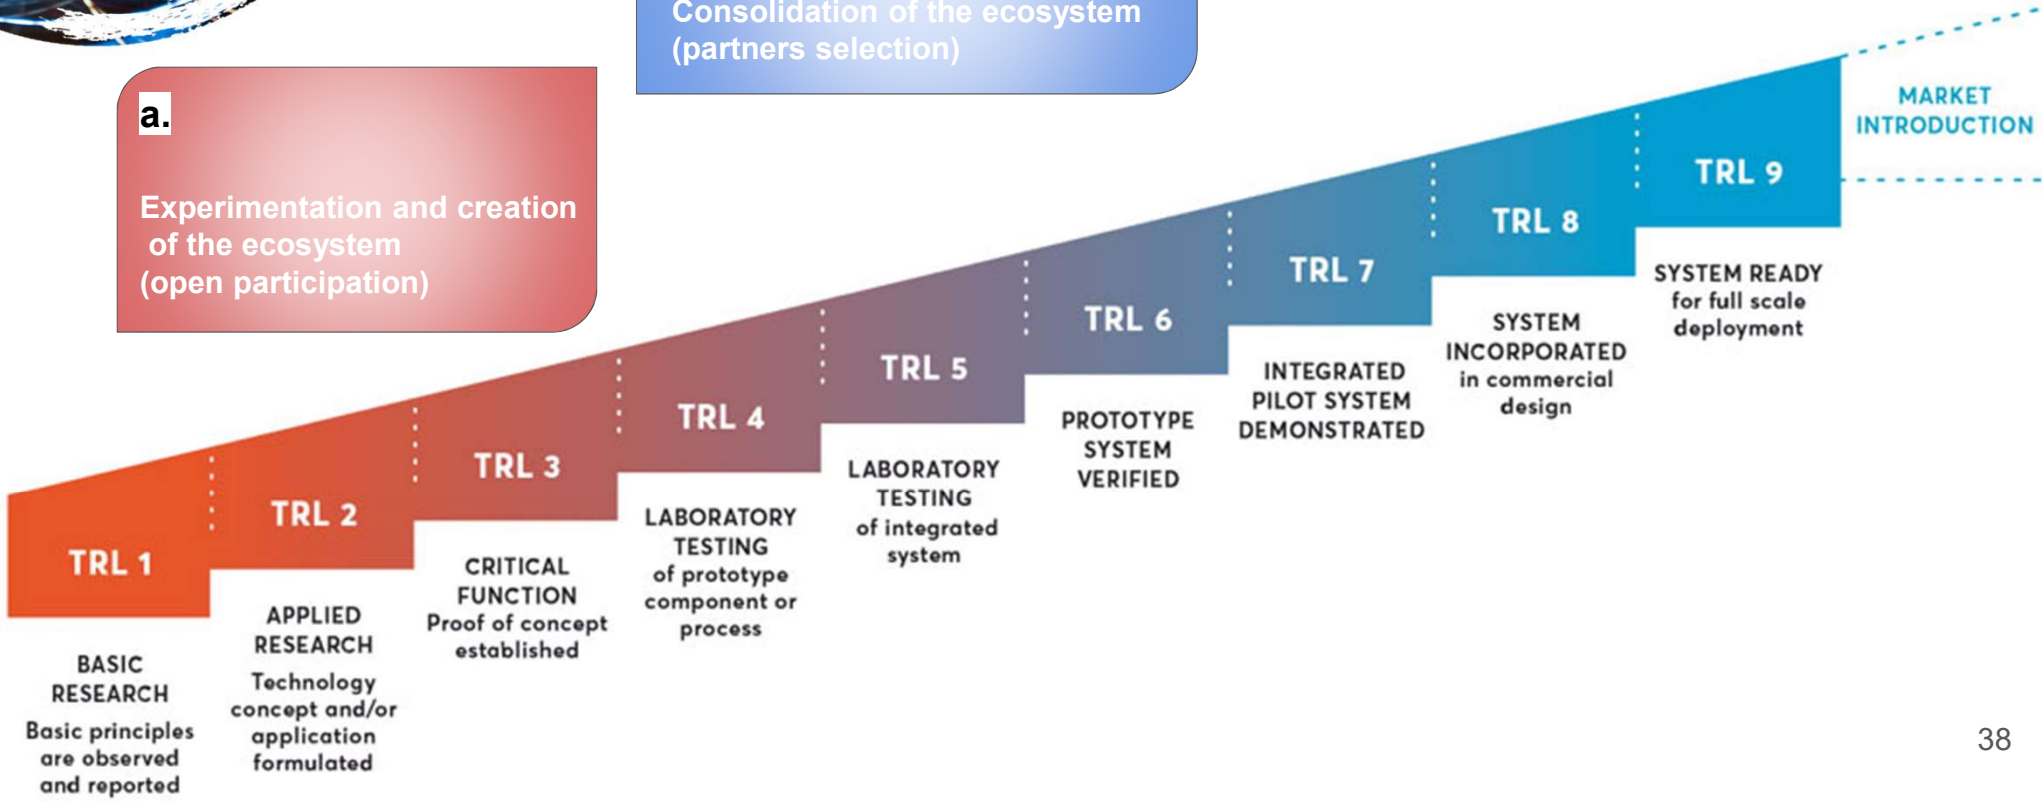 Consolidation of the ecosystem
(partners selection)
a.
Experimentation and creation
of the ecosystem
(open participation)
MARKET
INTRODUCTION
TRL 1
BASIC
RESEARCH
Basic principles
are observed
and reported
TRL 2
APPLIED
RESEARCH
Technology
concept and/or
application
formulated
TRL 3
CRITICAL
FUNCTION
Proof of concept
established
TRL 4
LABORATORY
TESTING
of prototype
component or
process
TRL 5
LABORATORY
TESTING
of integrated
system
TRL 6
PROTOTYPE
SYSTEM
VERIFIED
TRL 7
INTEGRATED
PILOT SYSTEM
DEMONSTRATED
TRL 8
SYSTEM
INCORPORATED
in commercial
design
TRL 9
SYSTEM READY
for full scale
deployment
38